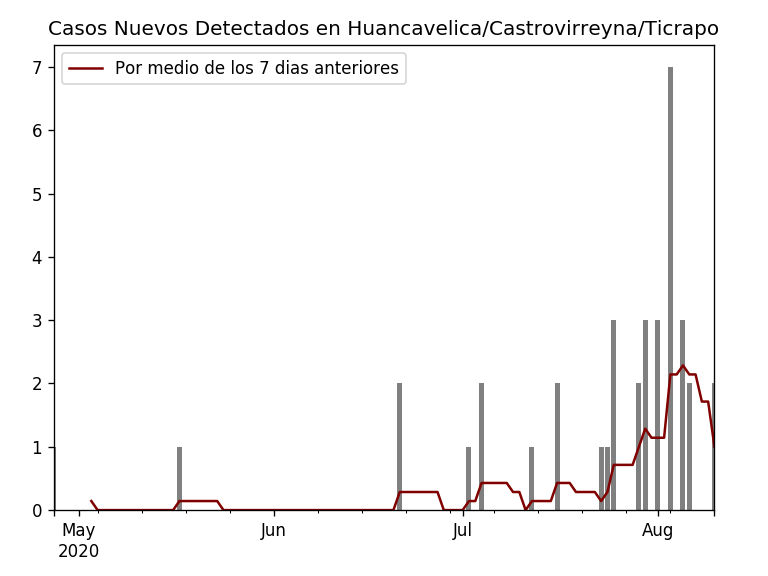 Casos Nuevos Detectados en Huancavelica/Castrovirreyna/Ticrapo
Por medio de los 7 dias anteriores
7
6
5
4
3
2
1
0
May
2020
Jun
Jul
Aug